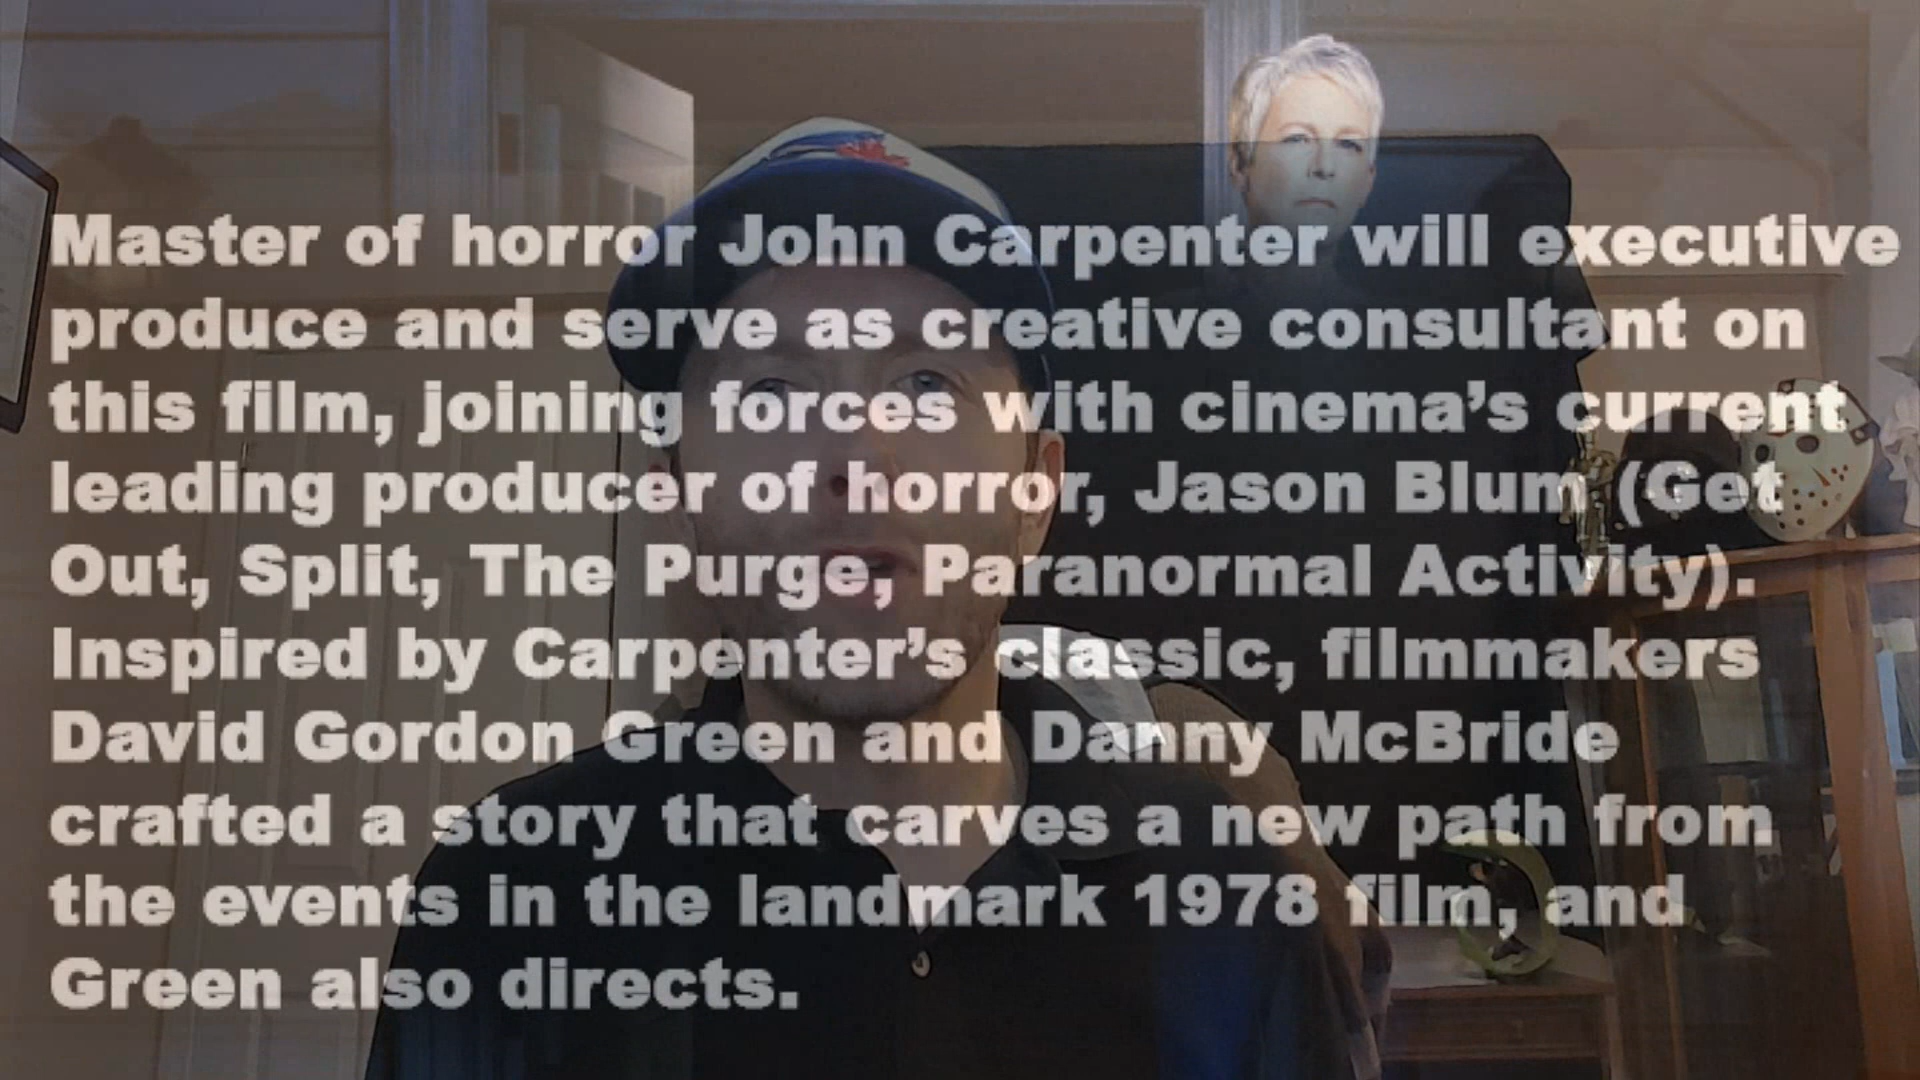 Master of horror John Carpenter will executive
produce and serve as creative consultant on
this film, joining forces with cinema’s current
leading producer of horror, Jason Blum (Get
Out, Split, The Purge, Paranormal Activity).
Inspired by Carpenter’s classic, filmmakers
David Gordon Green and Danny McBride
crafted a story that carves a new path from
the events in the landmark 1978 film, and
Green also directs.